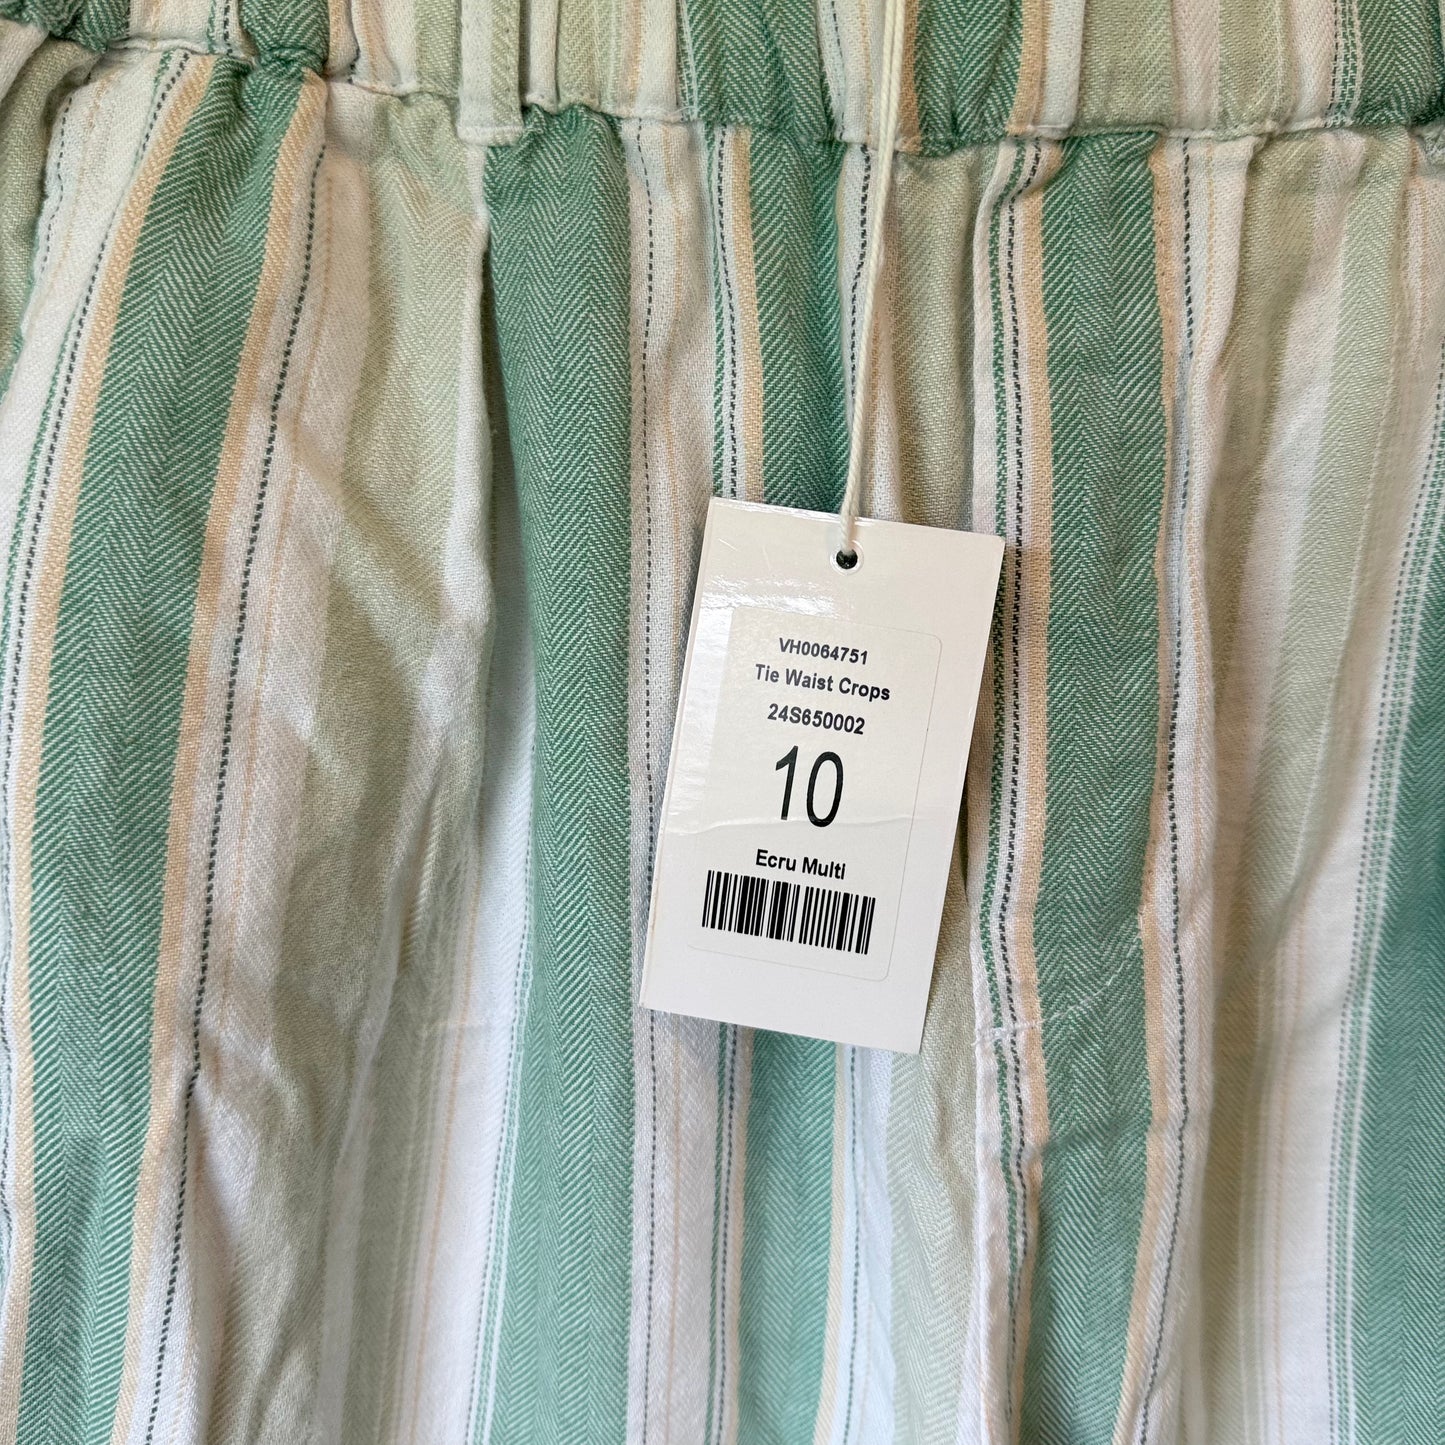 VH0064751
Tie Waist Crops
24S650002
10
Ecru Multi